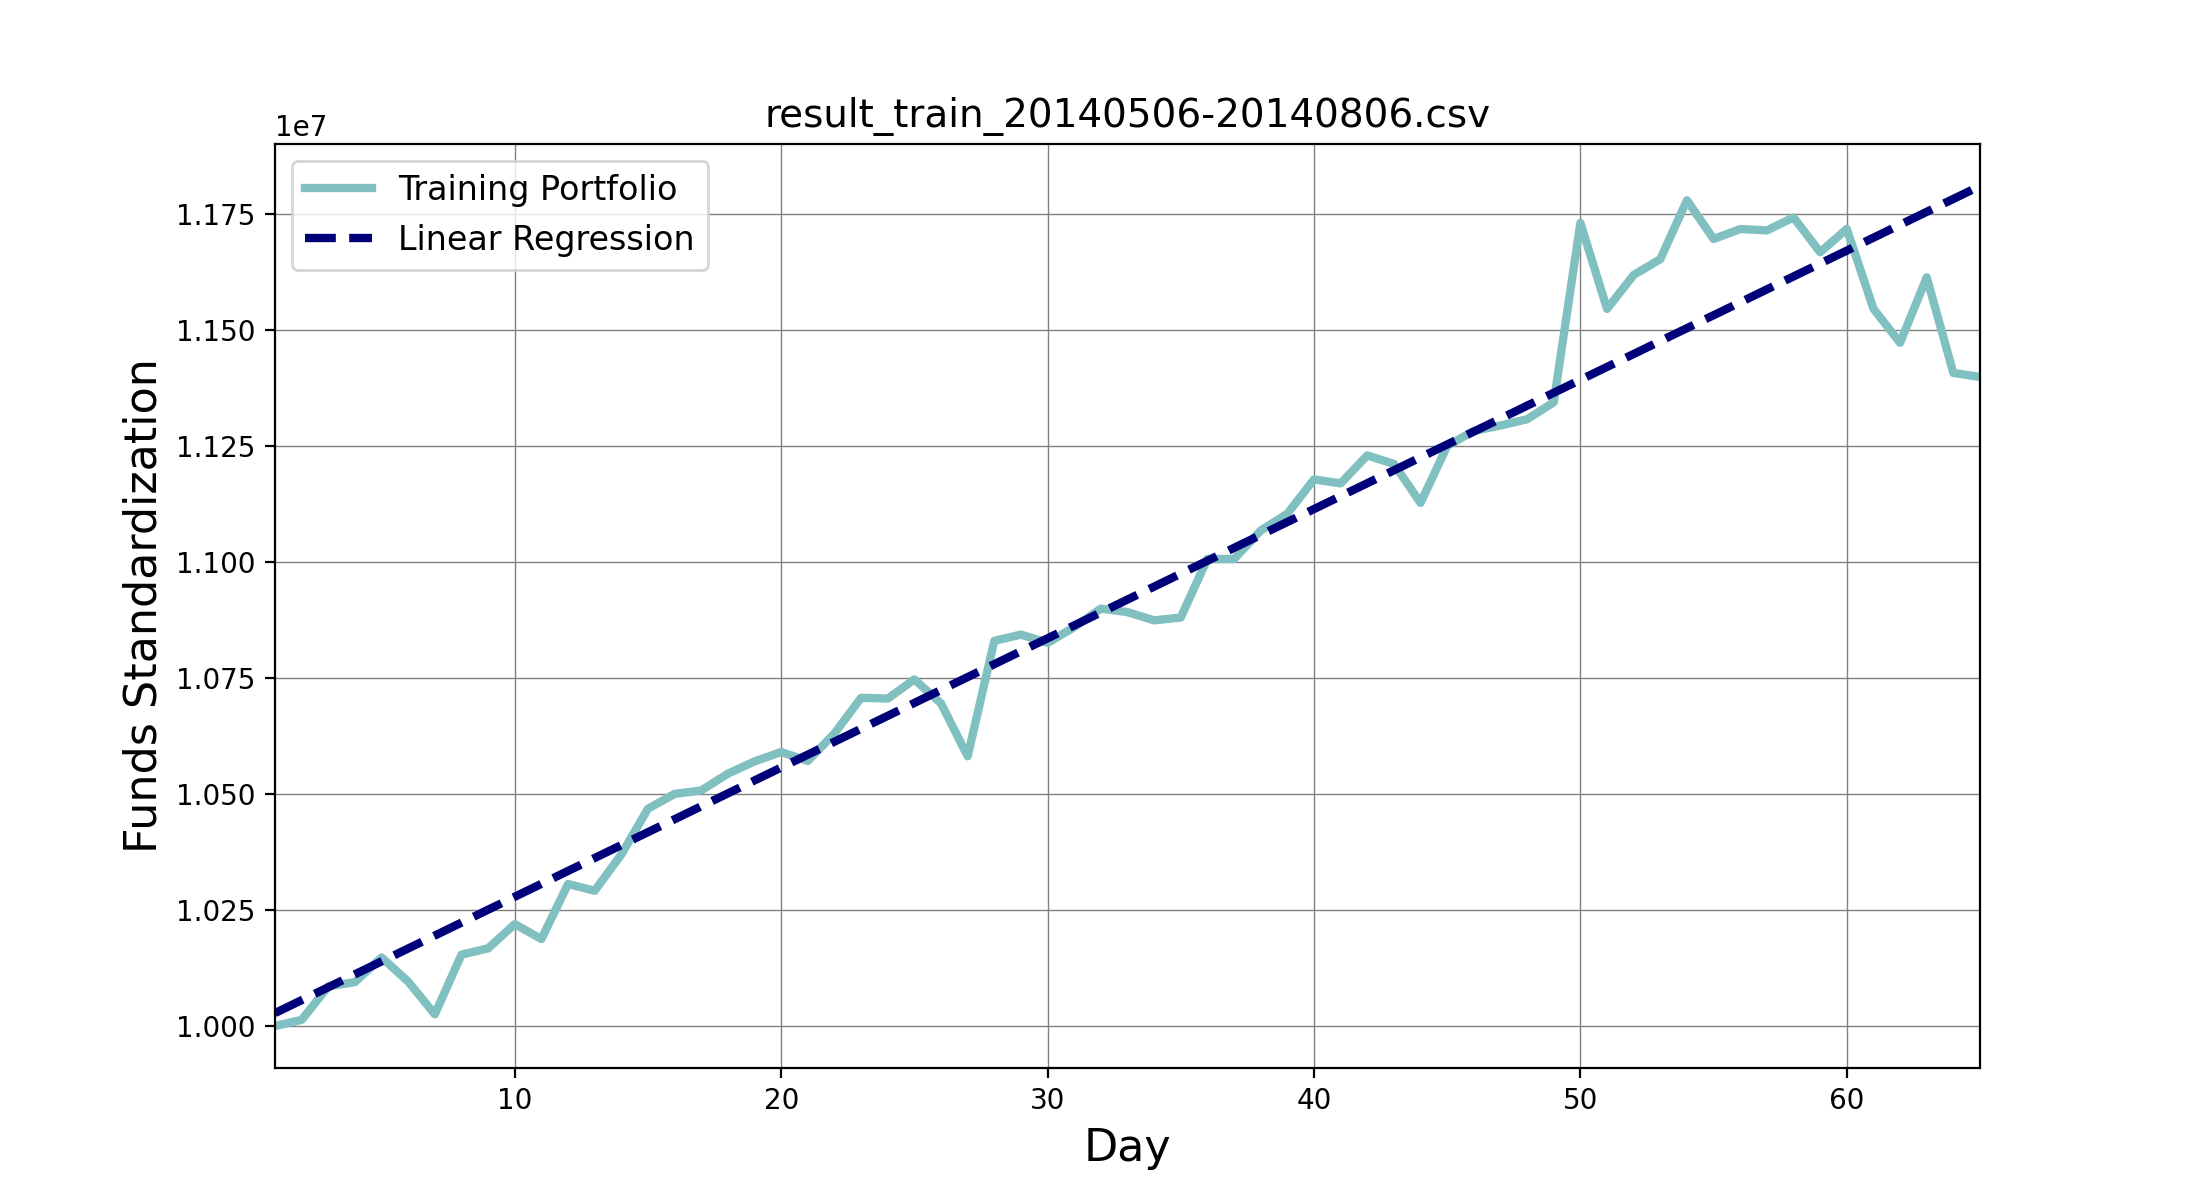 result_train_20140506-20140806.csv
1e7
Training Portfolio
Linear Regression
1.175
1.150
1.125
1.100
1.075
1.050
1.025
1.000
Funds Standardization
10 20 30 40 50 60
Day